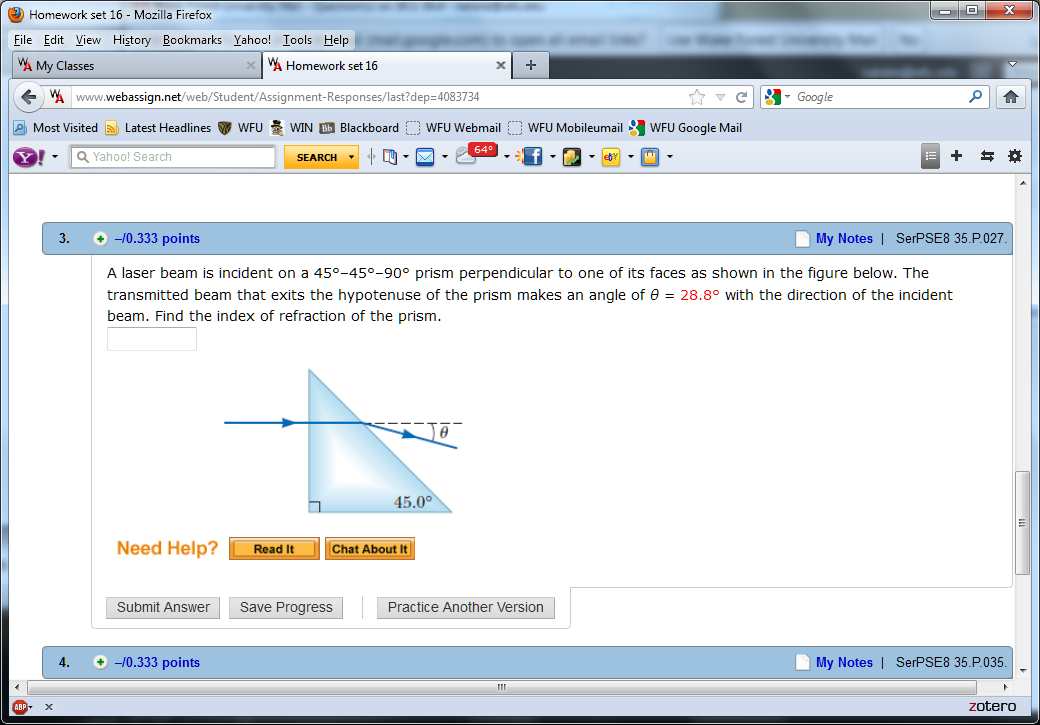 Homework set 16 - Mozilla Firefox
File Edit View History Bookmarks Yahoo! Tools Help
My Classes
Homework set 16
www.webassign.net/web/Student/Assignment-Responses/last?dep=4083734
Google
Most Visited Latest Headlines WFU WIN Bb Blackboard WFU Webmail WFU Mobileumail WFU Google Mail
Y! Yahoo! Search SEARCH 64° ebY
3. –/0.333 points My Notes | SerPSE8 35.P.027.
A laser beam is incident on a 45°–45°–90° prism perpendicular to one of its faces as shown in the figure below. The
transmitted beam that exits the hypotenuse of the prism makes an angle of θ = 28.8° with the direction of the incident
beam. Find the index of refraction of the prism.
θ
45.0°
Need Help? Read It Chat About It
Submit Answer Save Progress Practice Another Version
4. –/0.333 points My Notes | SerPSE8 35.P.035.
ABP zotero